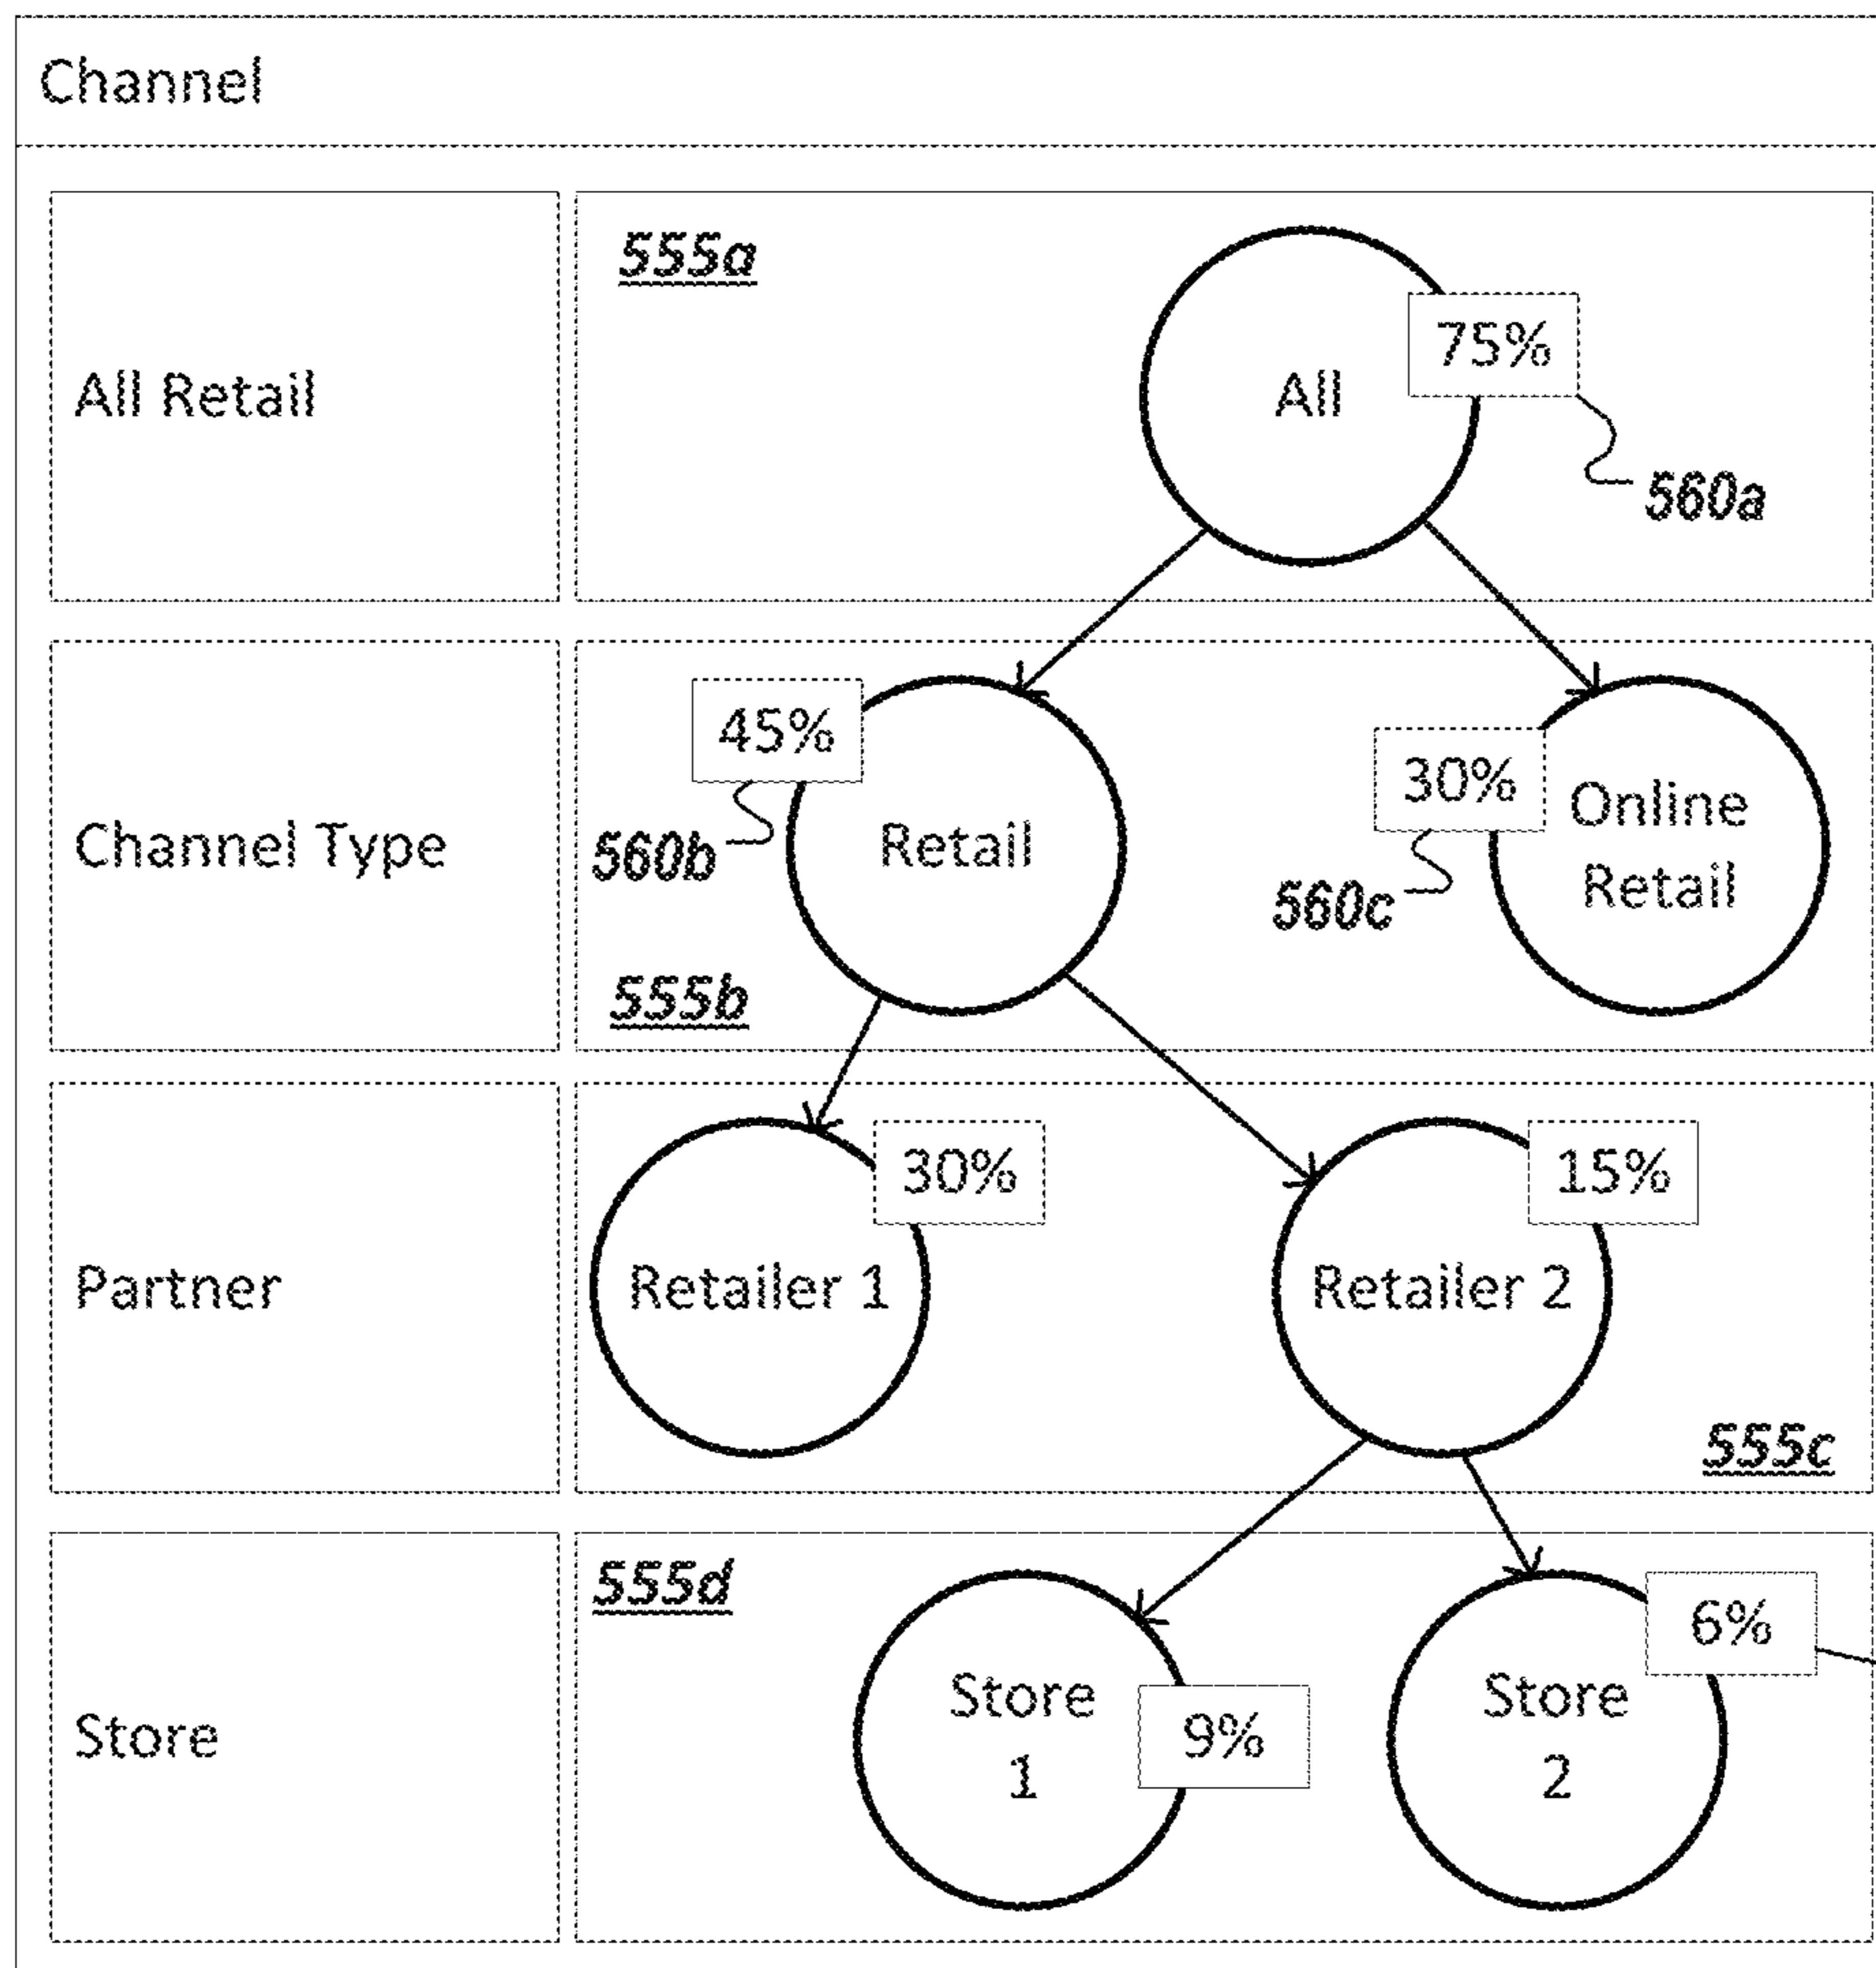 Channel
All Retail
555a
All
75%
560a
Channel Type
45%
Retail
560b
555b
30%
Online
Retail
560c
Partner
Retailer 1
30%
Retailer 2
15%
555c
Store
555d
Store
1
9%
Store
2
6%